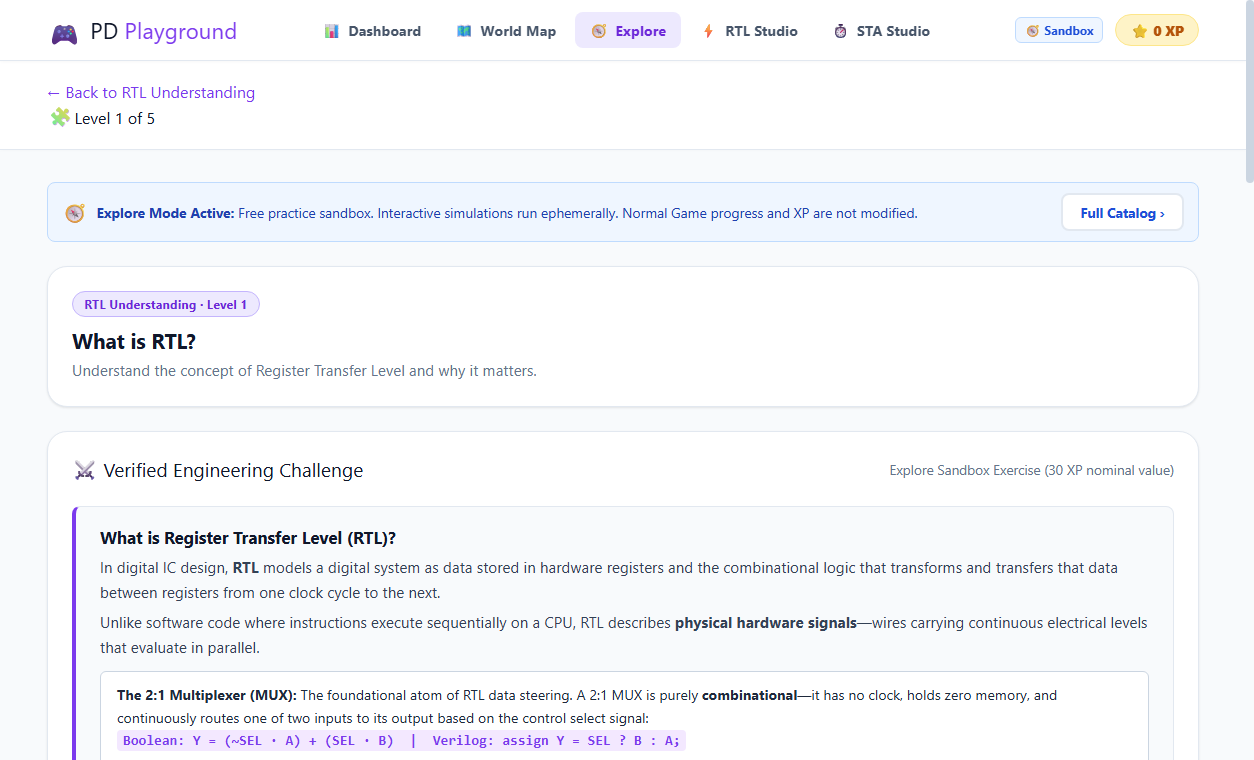 PD Playground
Dashboard
World Map
Explore
RTL Studio
STA Studio
Sandbox
0 XP
← Back to RTL Understanding
Level 1 of 5
Explore Mode Active: Free practice sandbox. Interactive simulations run ephemerally. Normal Game progress and XP are not modified.
Full Catalog ›
RTL Understanding · Level 1
What is RTL?
Understand the concept of Register Transfer Level and why it matters.
Verified Engineering Challenge
Explore Sandbox Exercise (30 XP nominal value)
What is Register Transfer Level (RTL)?
In digital IC design, RTL models a digital system as data stored in hardware registers and the combinational logic that transforms and transfers that data
between registers from one clock cycle to the next.
Unlike software code where instructions execute sequentially on a CPU, RTL describes physical hardware signals—wires carrying continuous electrical levels
that evaluate in parallel.
The 2:1 Multiplexer (MUX): The foundational atom of RTL data steering. A 2:1 MUX is purely combinational—it has no clock, holds zero memory, and
continuously routes one of two inputs to its output based on the control select signal:
Boolean: Y = (~SEL · A) + (SEL · B) | Verilog: assign Y = SEL ? B : A;